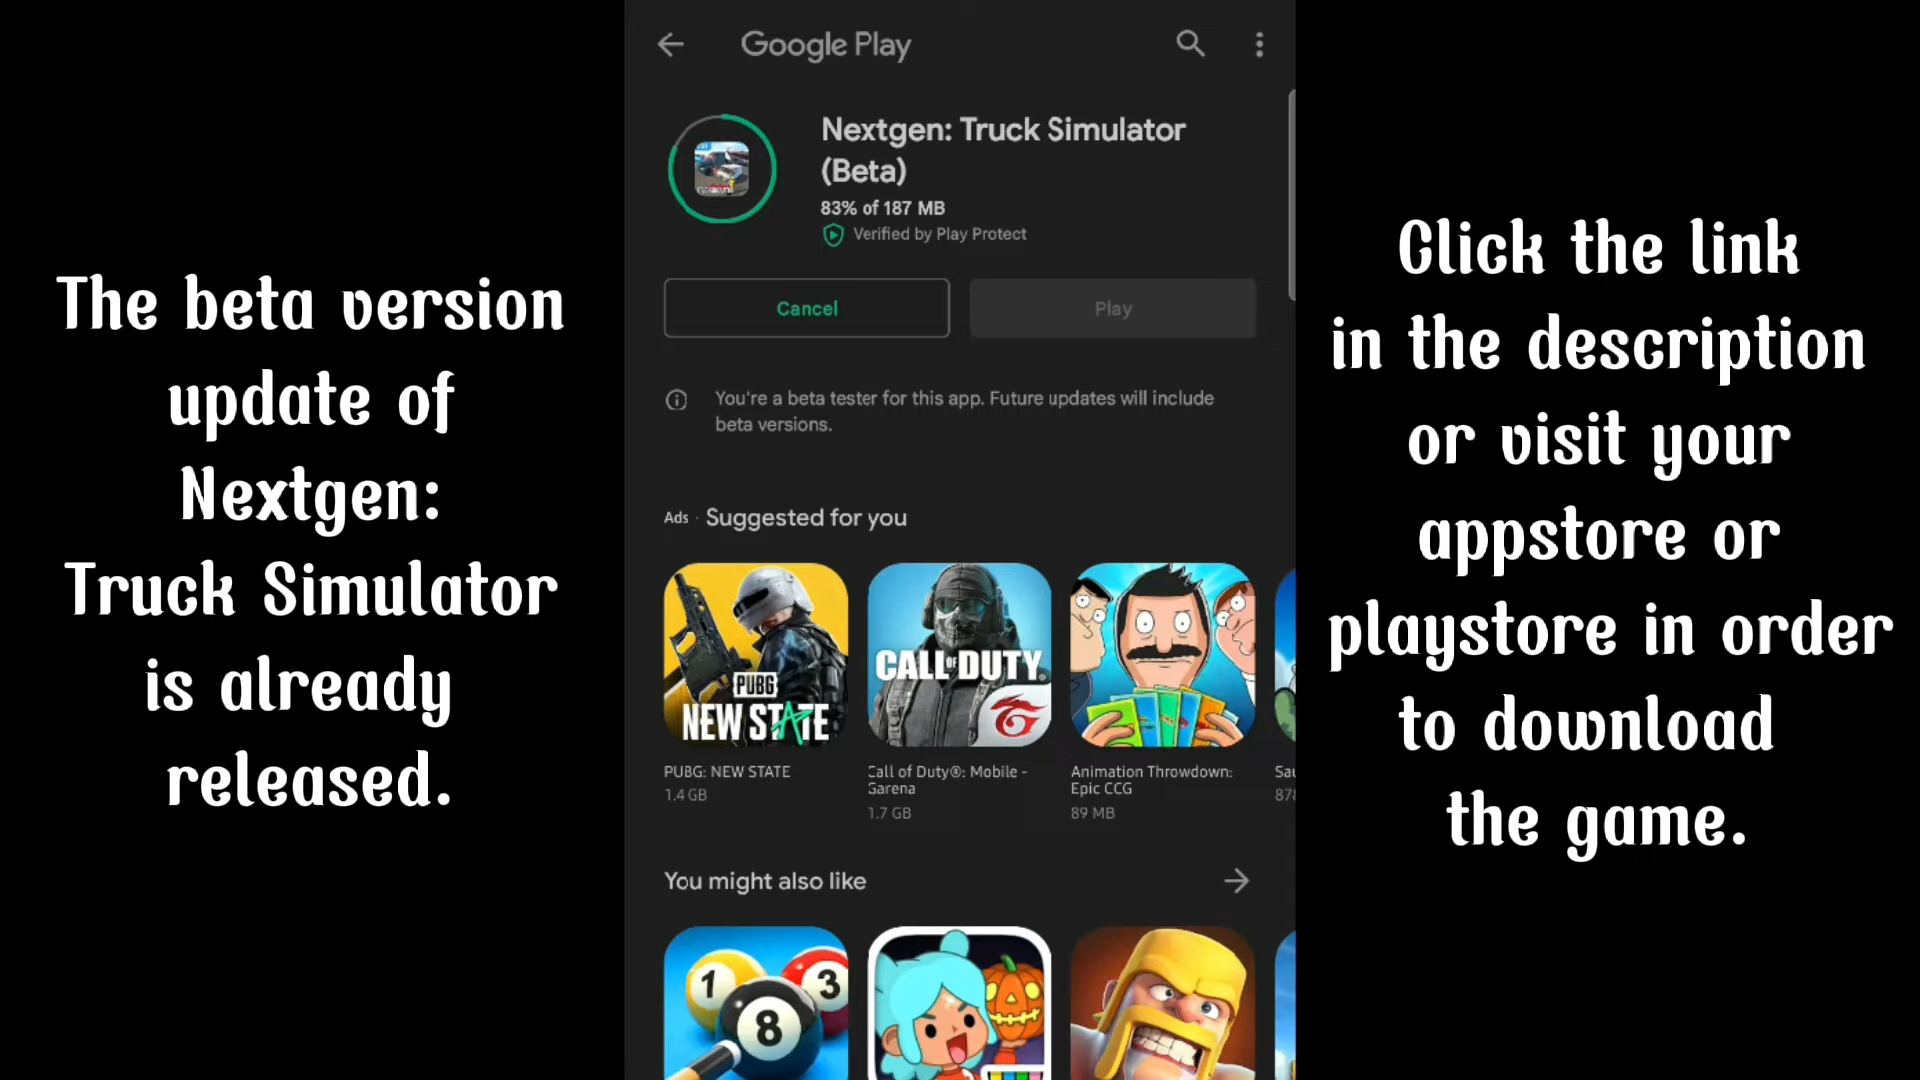 The beta version
update of
Nextgen:
Truck Simulator
is already
released.
Google Play
Nextgen: Truck Simulator
(Beta)
83% of 187 MB
Verified by Play Protect
Cancel
Play
You're a beta tester for this app. Future updates will include
beta versions.
Ads · Suggested for you
PUBG
NEW STATE
CALL OF DUTY
PUBG: NEW STATE
1.4 GB
Call of Duty®: Mobile -
Garena
1.7 GB
Animation Throwdown:
Epic CCG
89 MB
You might also like
1
3
8
Click the link
in the description
or visit your
appstore or
playstore in order
to download
the game.